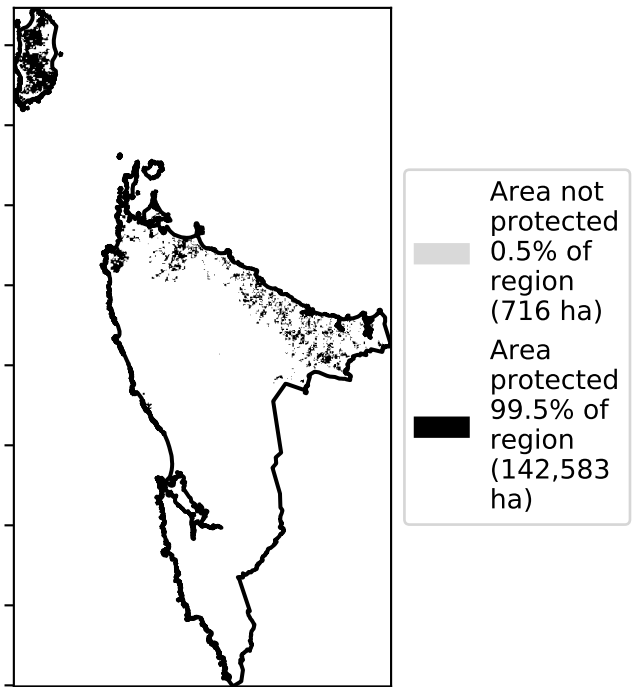 Area not
protected
0.5% of
region
(716 ha)
Area
protected
99.5% of
region
(142,583
ha)